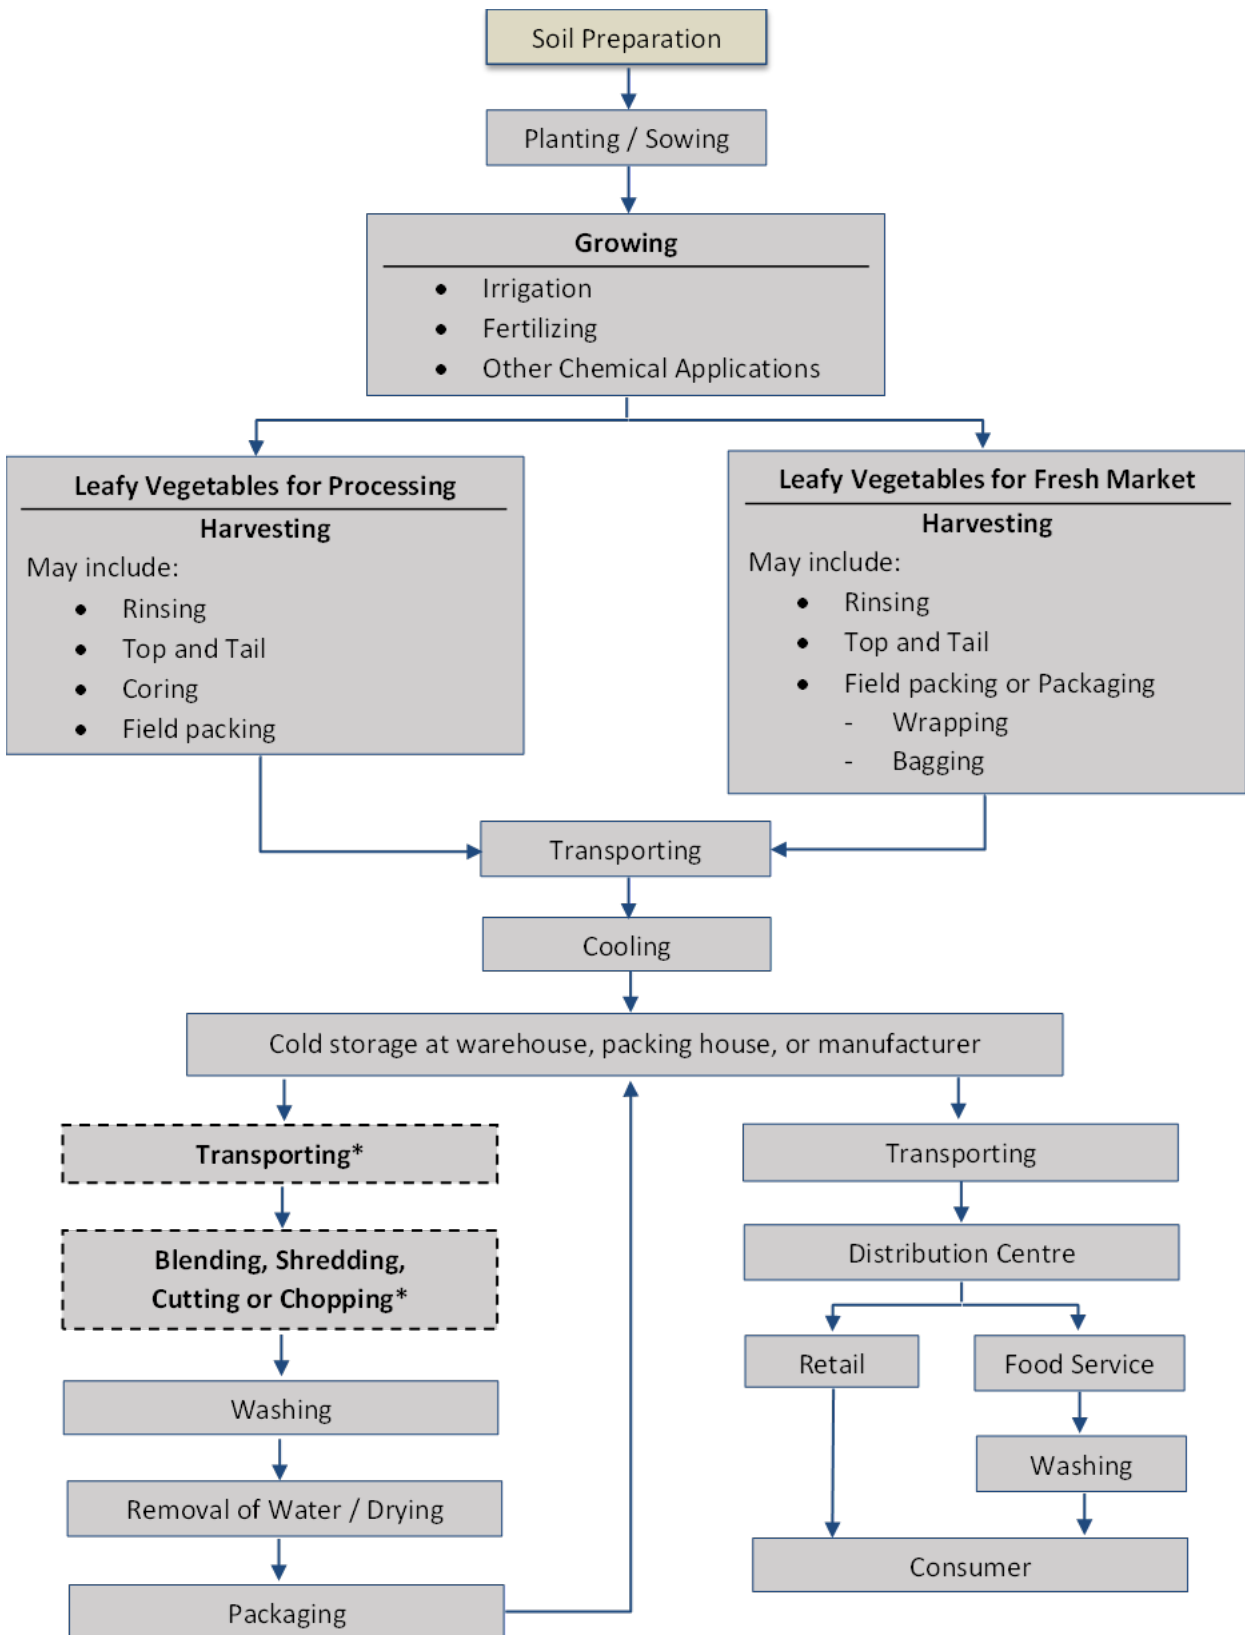 Soil Preparation
Planting / Sowing
Growing
● Irrigation
● Fertilizing
● Other Chemical Applications
Leafy Vegetables for Processing
Harvesting
May include:
● Rinsing
● Top and Tail
● Coring
● Field packing
Leafy Vegetables for Fresh Market
Harvesting
May include:
● Rinsing
● Top and Tail
● Field packing or Packaging
- Wrapping
- Bagging
Transporting
Cooling
Cold storage at warehouse, packing house, or manufacturer
Transporting*
Blending, Shredding,
Cutting or Chopping*
Washing
Removal of Water / Drying
Packaging
Transporting
Distribution Centre
Retail
Food Service
Washing
Consumer